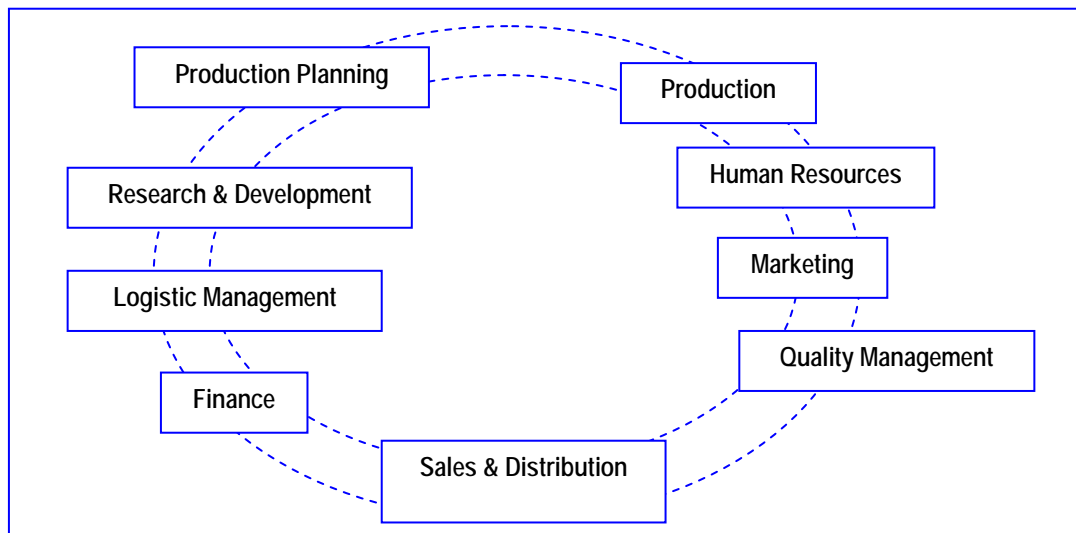 Production Planning
Production
Research & Development
Human Resources
Logistic Management
Marketing
Finance
Quality Management
Sales & Distribution